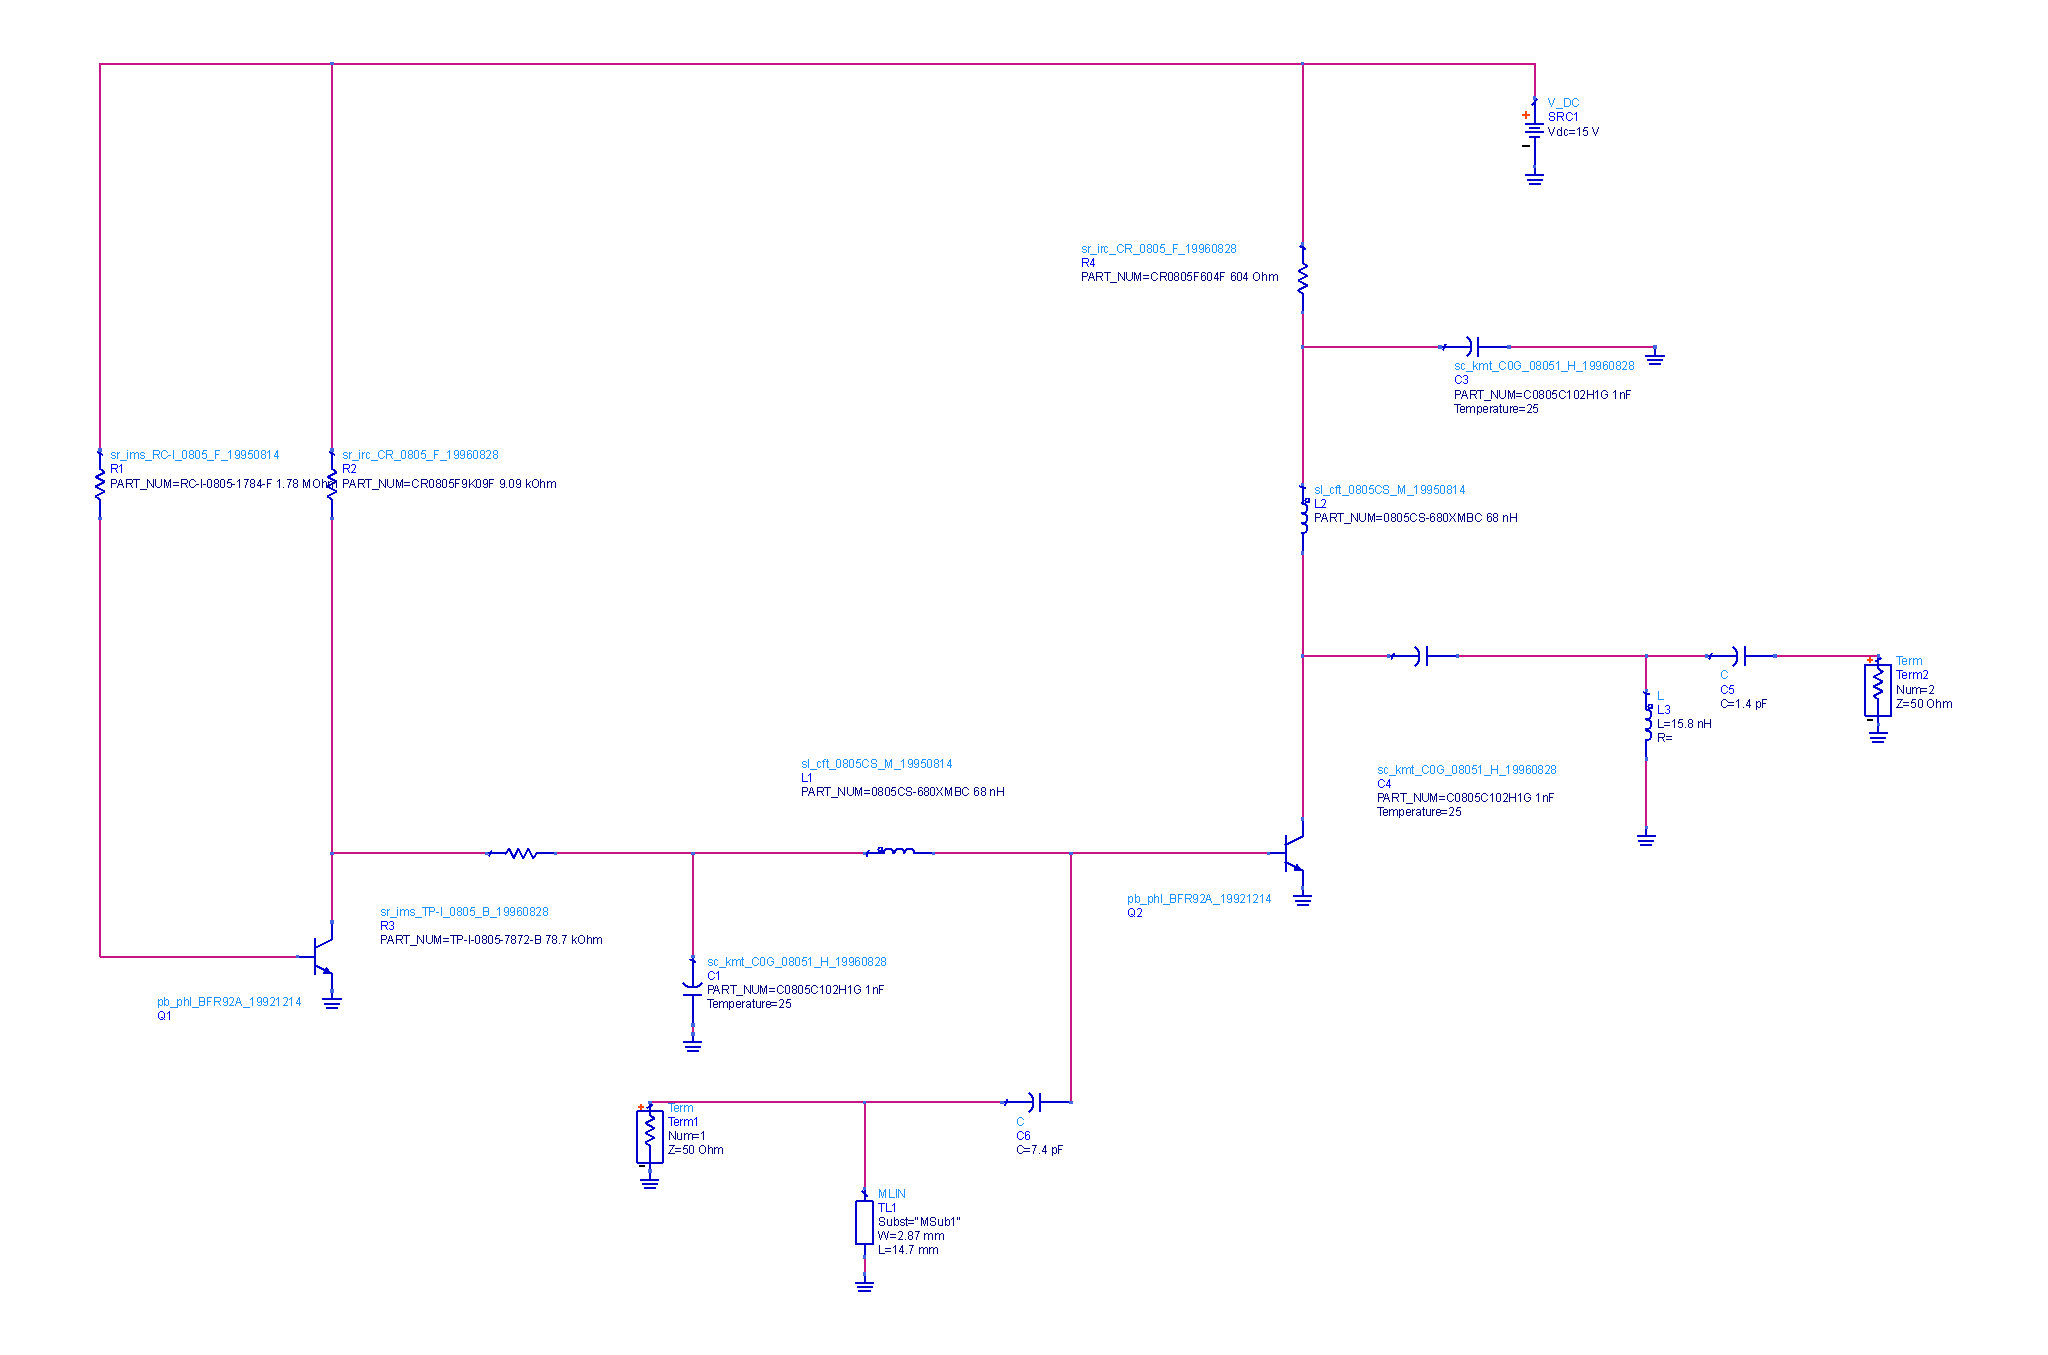 V_DC
SRC1
Vdc=15 V
+
sr_irc_CR_0805_F_19960828
R4
PART_NUM=CR0805F604F 604 Ohm
sc_kmt_C0G_08051_H_19960828
C3
PART_NUM=C0805C102H1G 1nF
Temperature=25
sr_ims_RC-I_0805_F_19950814
R1
PART_NUM=RC-I-0805-1784-F 1.78 MOhm
sr_irc_CR_0805_F_19960828
R2
PART_NUM=CR0805F9K09F 9.09 kOhm
sl_cft_0805CS_M_19950814
L2
PART_NUM=0805CS-680XMBC 68 nH
Term
Term2
Num=2
Z=50 Ohm
+
C
C5
C=1.4 pF
L
L3
L=15.8 nH
R=
sl_cft_0805CS_M_19950814
L1
PART_NUM=0805CS-680XMBC 68 nH
sc_kmt_C0G_08051_H_19960828
C4
PART_NUM=C0805C102H1G 1nF
Temperature=25
pb_phl_BFR92A_19921214
Q2
sr_ims_TP-I_0805_B_19960828
R3
PART_NUM=TP-I-0805-7872-B 78.7 kOhm
sc_kmt_C0G_08051_H_19960828
C1
PART_NUM=C0805C102H1G 1nF
Temperature=25
pb_phl_BFR92A_19921214
Q1
+
Term
Term1
Num=1
Z=50 Ohm
C
C6
C=7.4 pF
MLIN
TL1
Subst="MSub1"
W=2.87 mm
L=14.7 mm